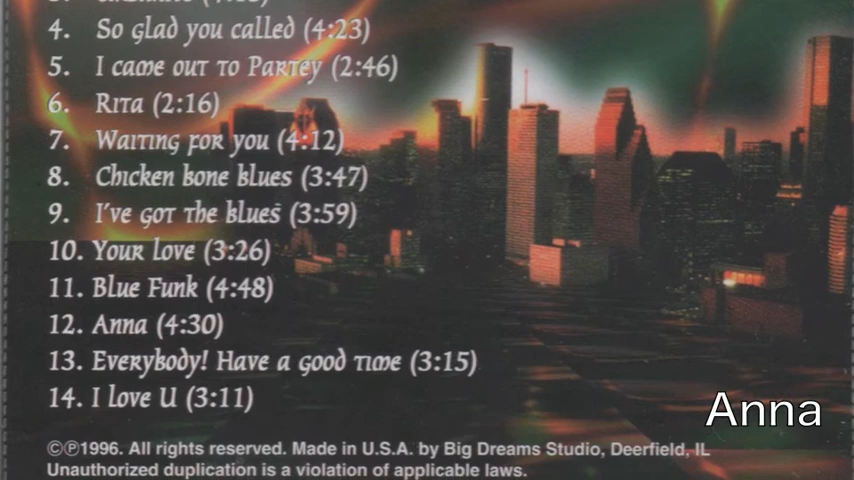 4. So glad you called (4:23)
5. I came out to Partey (2:46)
6. Rita (2:16)
7. Waiting for you (4:12)
8. Chicken bone blues (3:47)
9. I've got the blues (3:59)
10. Your love (3:26)
11. Blue Funk (4:48)
12. Anna (4:30)
13. Everybody! Have a good time (3:15)
14. I love U (3:11)
Anna
©℗1996. All rights reserved. Made in U.S.A. by Big Dreams Studio, Deerfield, IL
Unauthorized duplication is a violation of applicable laws.